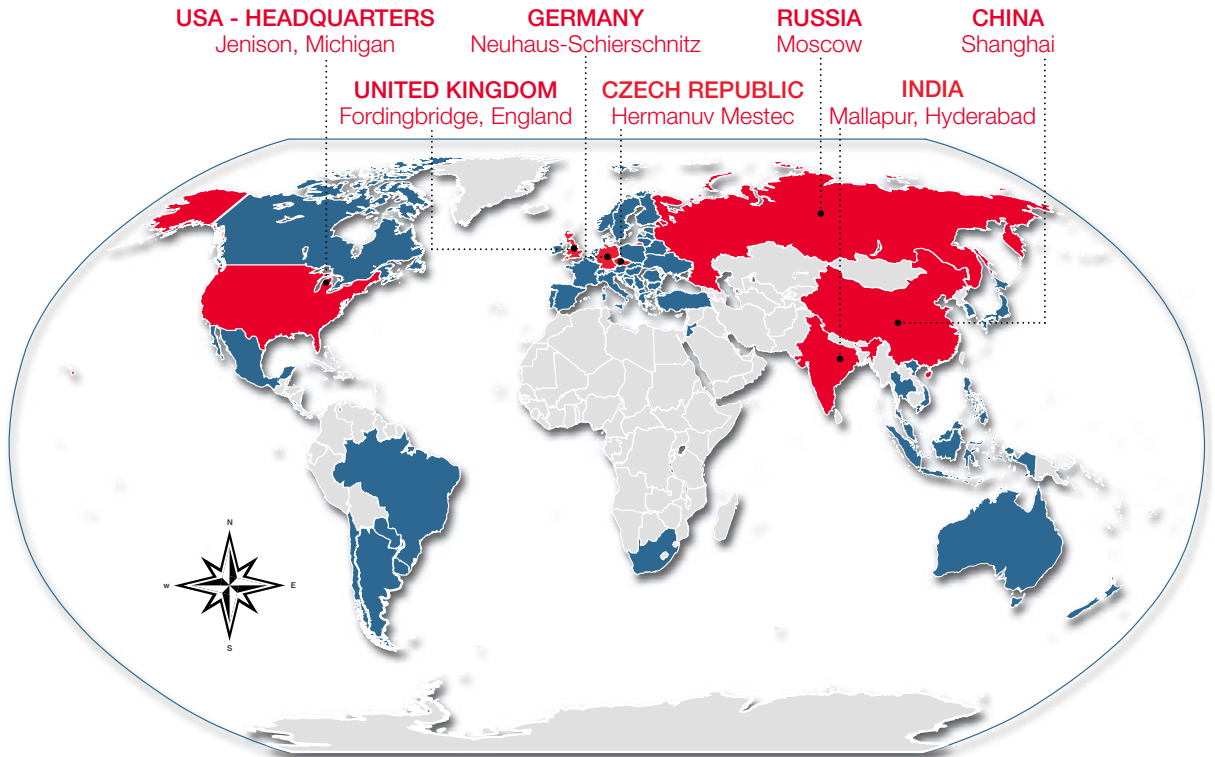 USA - HEADQUARTERS
Jenison, Michigan
GERMANY
Neuhaus-Schierschnitz
RUSSIA
Moscow
CHINA
Shanghai
UNITED KINGDOM
Fordingbridge, England
CZECH REPUBLIC
Hermanuv Mestec
INDIA
Mallapur, Hyderabad
N
W
E
S